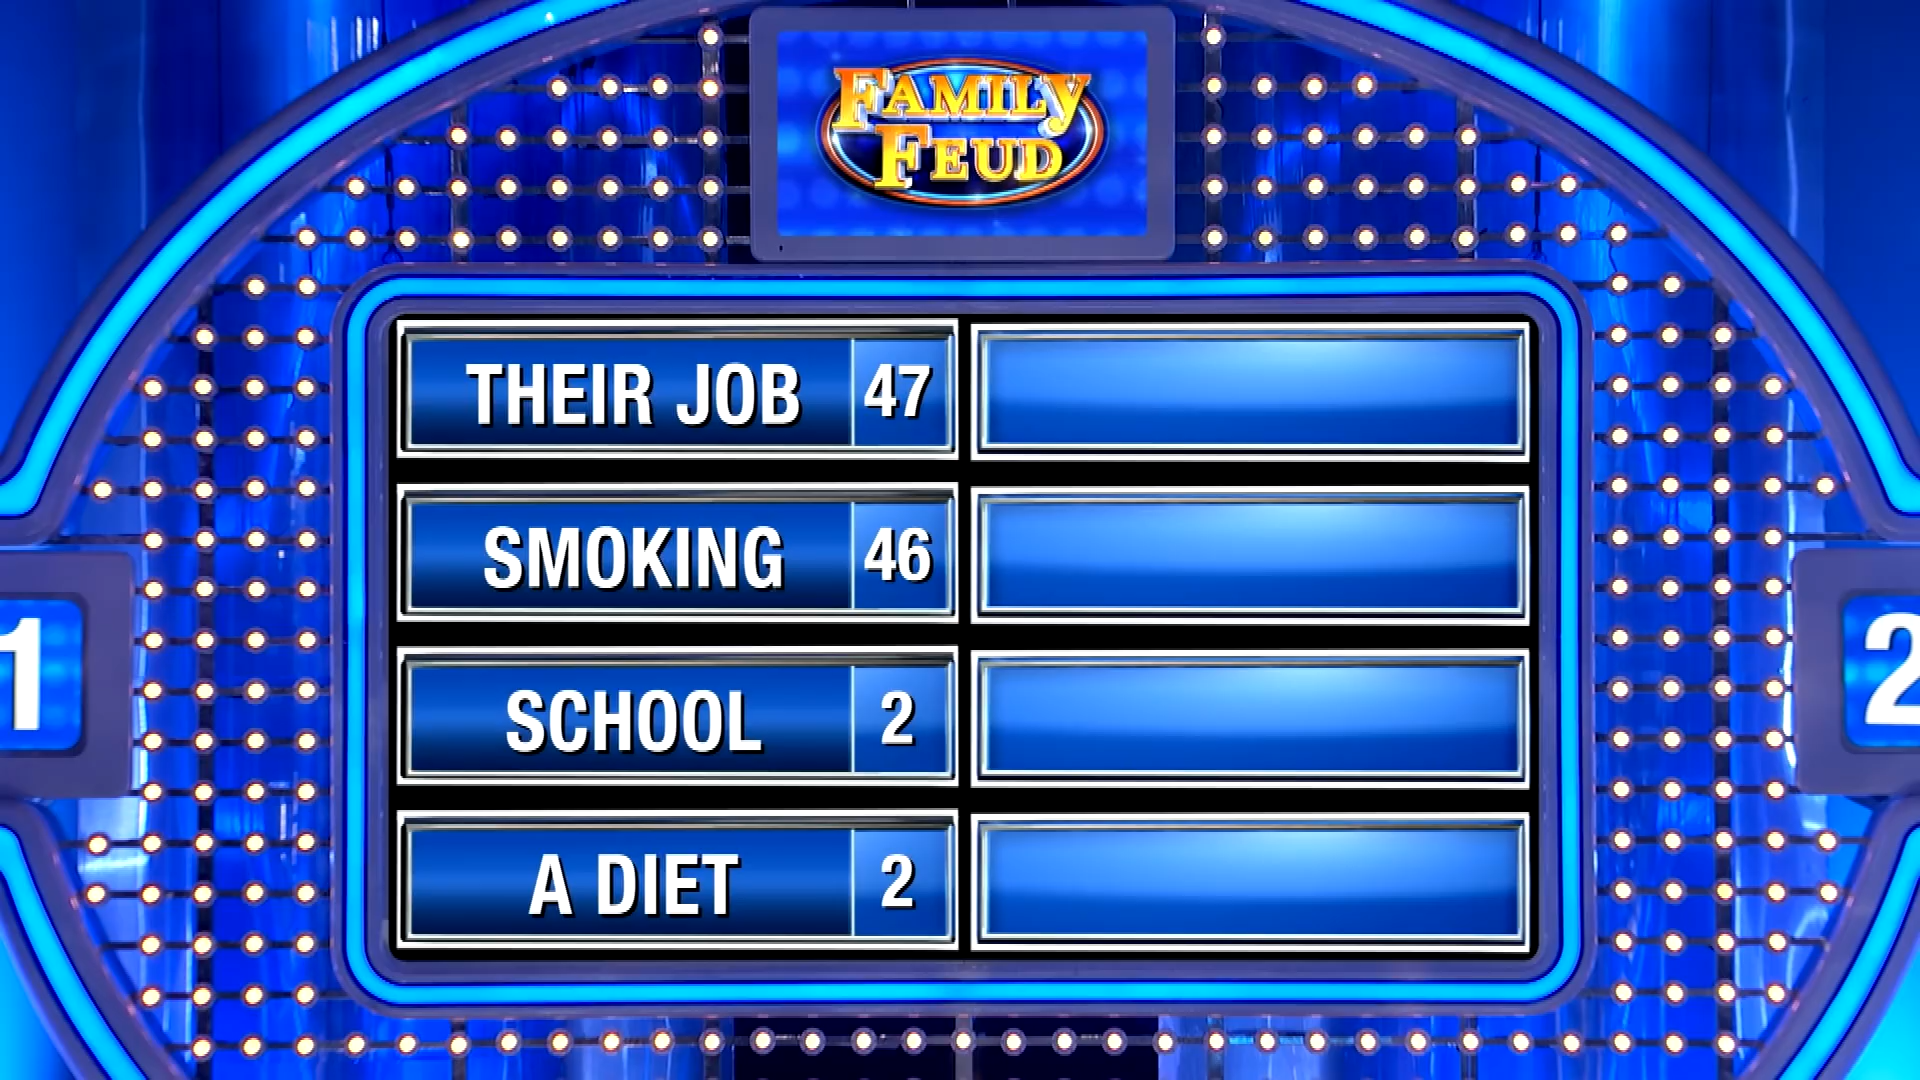 FAMILY
FEUD
THEIR JOB 47
SMOKING 46
1
2
SCHOOL 2
A DIET 2